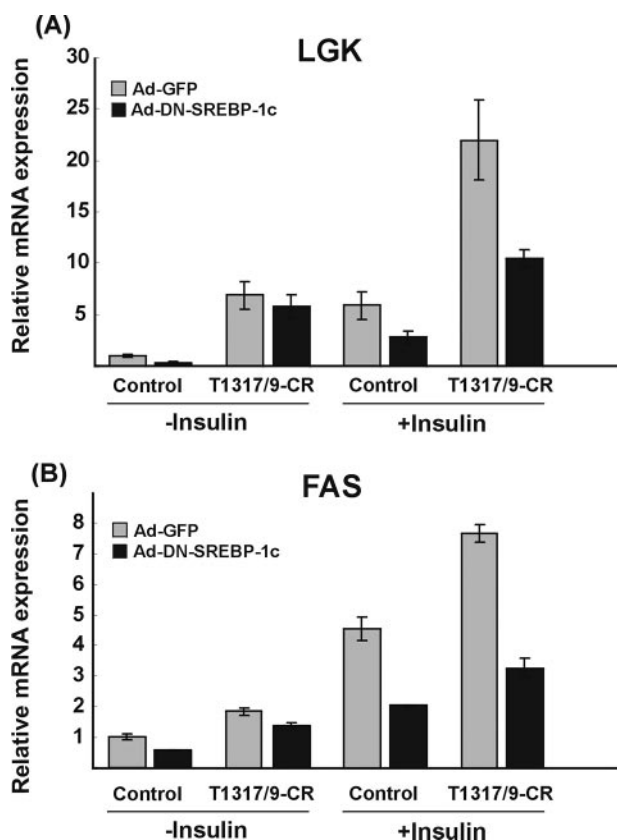 (A)
LGK
Relative mRNA expression
30
25
20
15
10
5
Ad-GFP
Ad-DN-SREBP-1c
Control T1317/9-CR Control T1317/9-CR
-Insulin +Insulin
(B)
FAS
Relative mRNA expression
8
7
6
5
4
3
2
1
Ad-GFP
Ad-DN-SREBP-1c
Control T1317/9-CR Control T1317/9-CR
-Insulin +Insulin